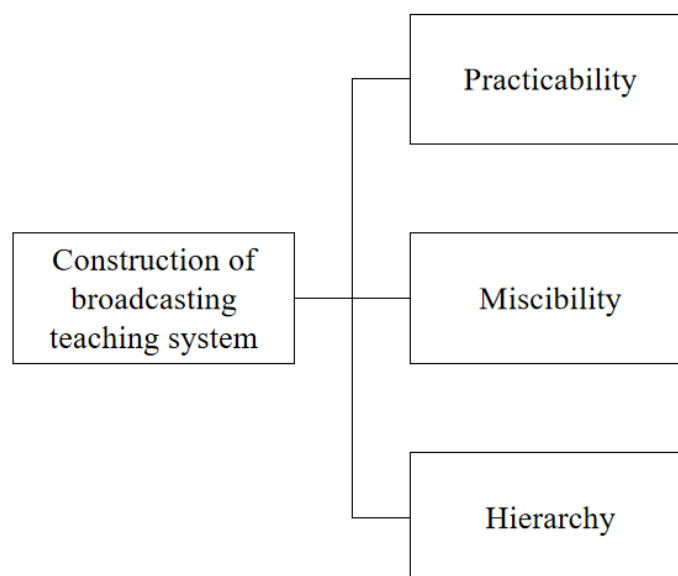 Practicability
Construction of
broadcasting
teaching system
Miscibility
Hierarchy